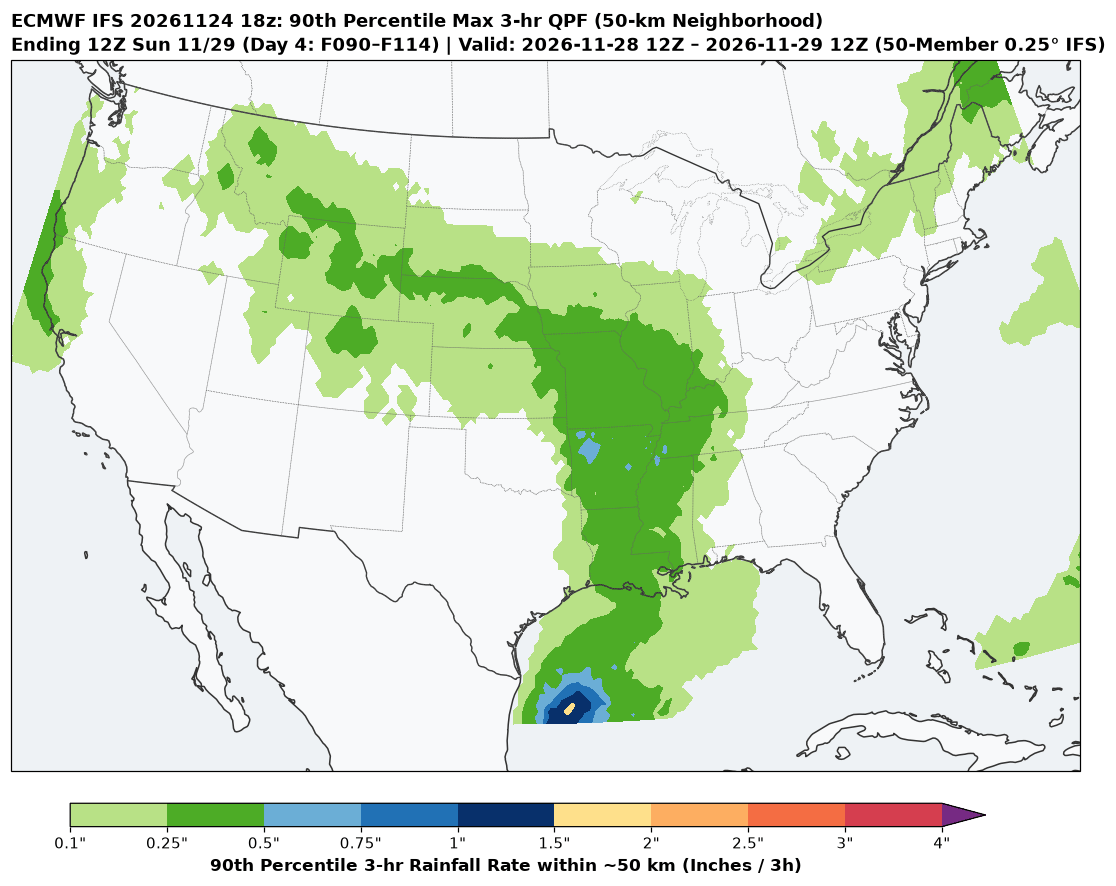 ECMWF IFS 20261124 18z: 90th Percentile Max 3-hr QPF (50-km Neighborhood)
Ending 12Z Sun 11/29 (Day 4: F090–F114) | Valid: 2026-11-28 12Z – 2026-11-29 12Z (50-Member 0.25° IFS)
0.1" 0.25" 0.5" 0.75" 1" 1.5" 2" 2.5" 3" 4"
90th Percentile 3-hr Rainfall Rate within ~50 km (Inches / 3h)